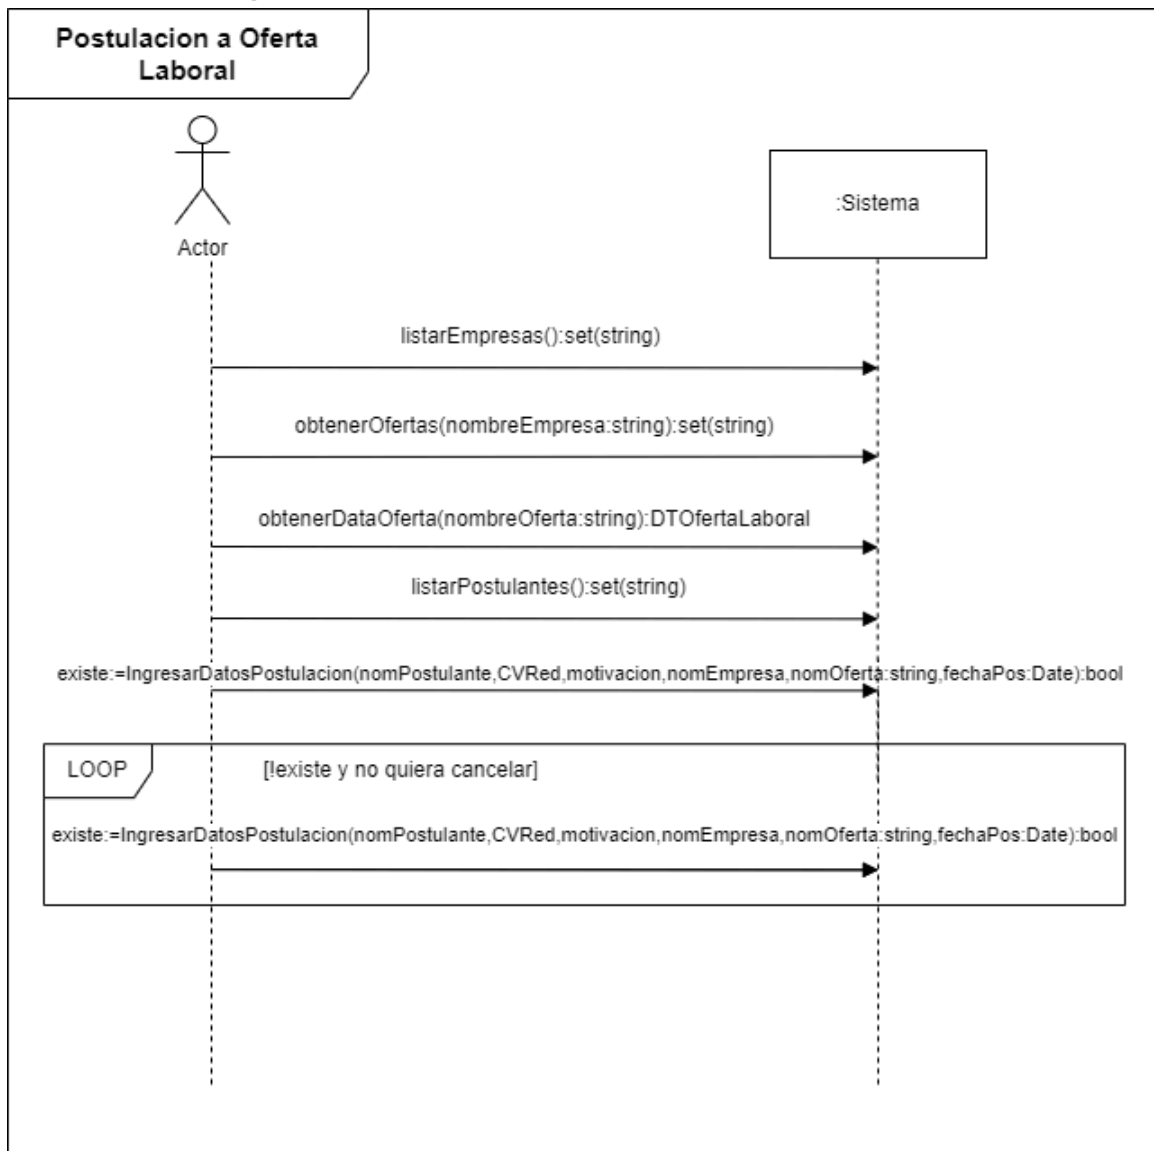 Postulacion a Oferta
Laboral
Actor
:Sistema
listarEmpresas():set(string)
obtenerOfertas(nombreEmpresa:string):set(string)
obtenerDataOferta(nombreOferta:string):DTOfertaLaboral
listarPostulantes():set(string)
existe:=IngresarDatosPostulacion(nomPostulante,CVRed,motivacion,nomEmpresa,nomOferta:string,fechaPos:Date):bool
LOOP
[!existe y no quiera cancelar]
existe:=IngresarDatosPostulacion(nomPostulante,CVRed,motivacion,nomEmpresa,nomOferta:string,fechaPos:Date):bool